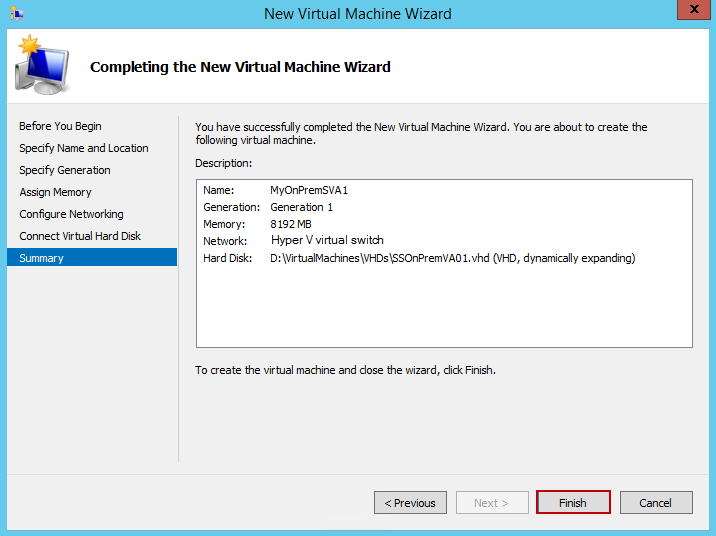 New Virtual Machine Wizard
x
Completing the New Virtual Machine Wizard
Before You Begin
Specify Name and Location
Specify Generation
Assign Memory
Configure Networking
Connect Virtual Hard Disk
Summary
You have successfully completed the New Virtual Machine Wizard. You are about to create the
following virtual machine.
Description:
Name: MyOnPremSVA1
Generation: Generation 1
Memory: 8192 MB
Network: Hyper V virtual switch
Hard Disk: D:\VirtualMachines\VHDs\SSOnPremVA01.vhd (VHD, dynamically expanding)
To create the virtual machine and close the wizard, click Finish.
< Previous Next > Finish Cancel